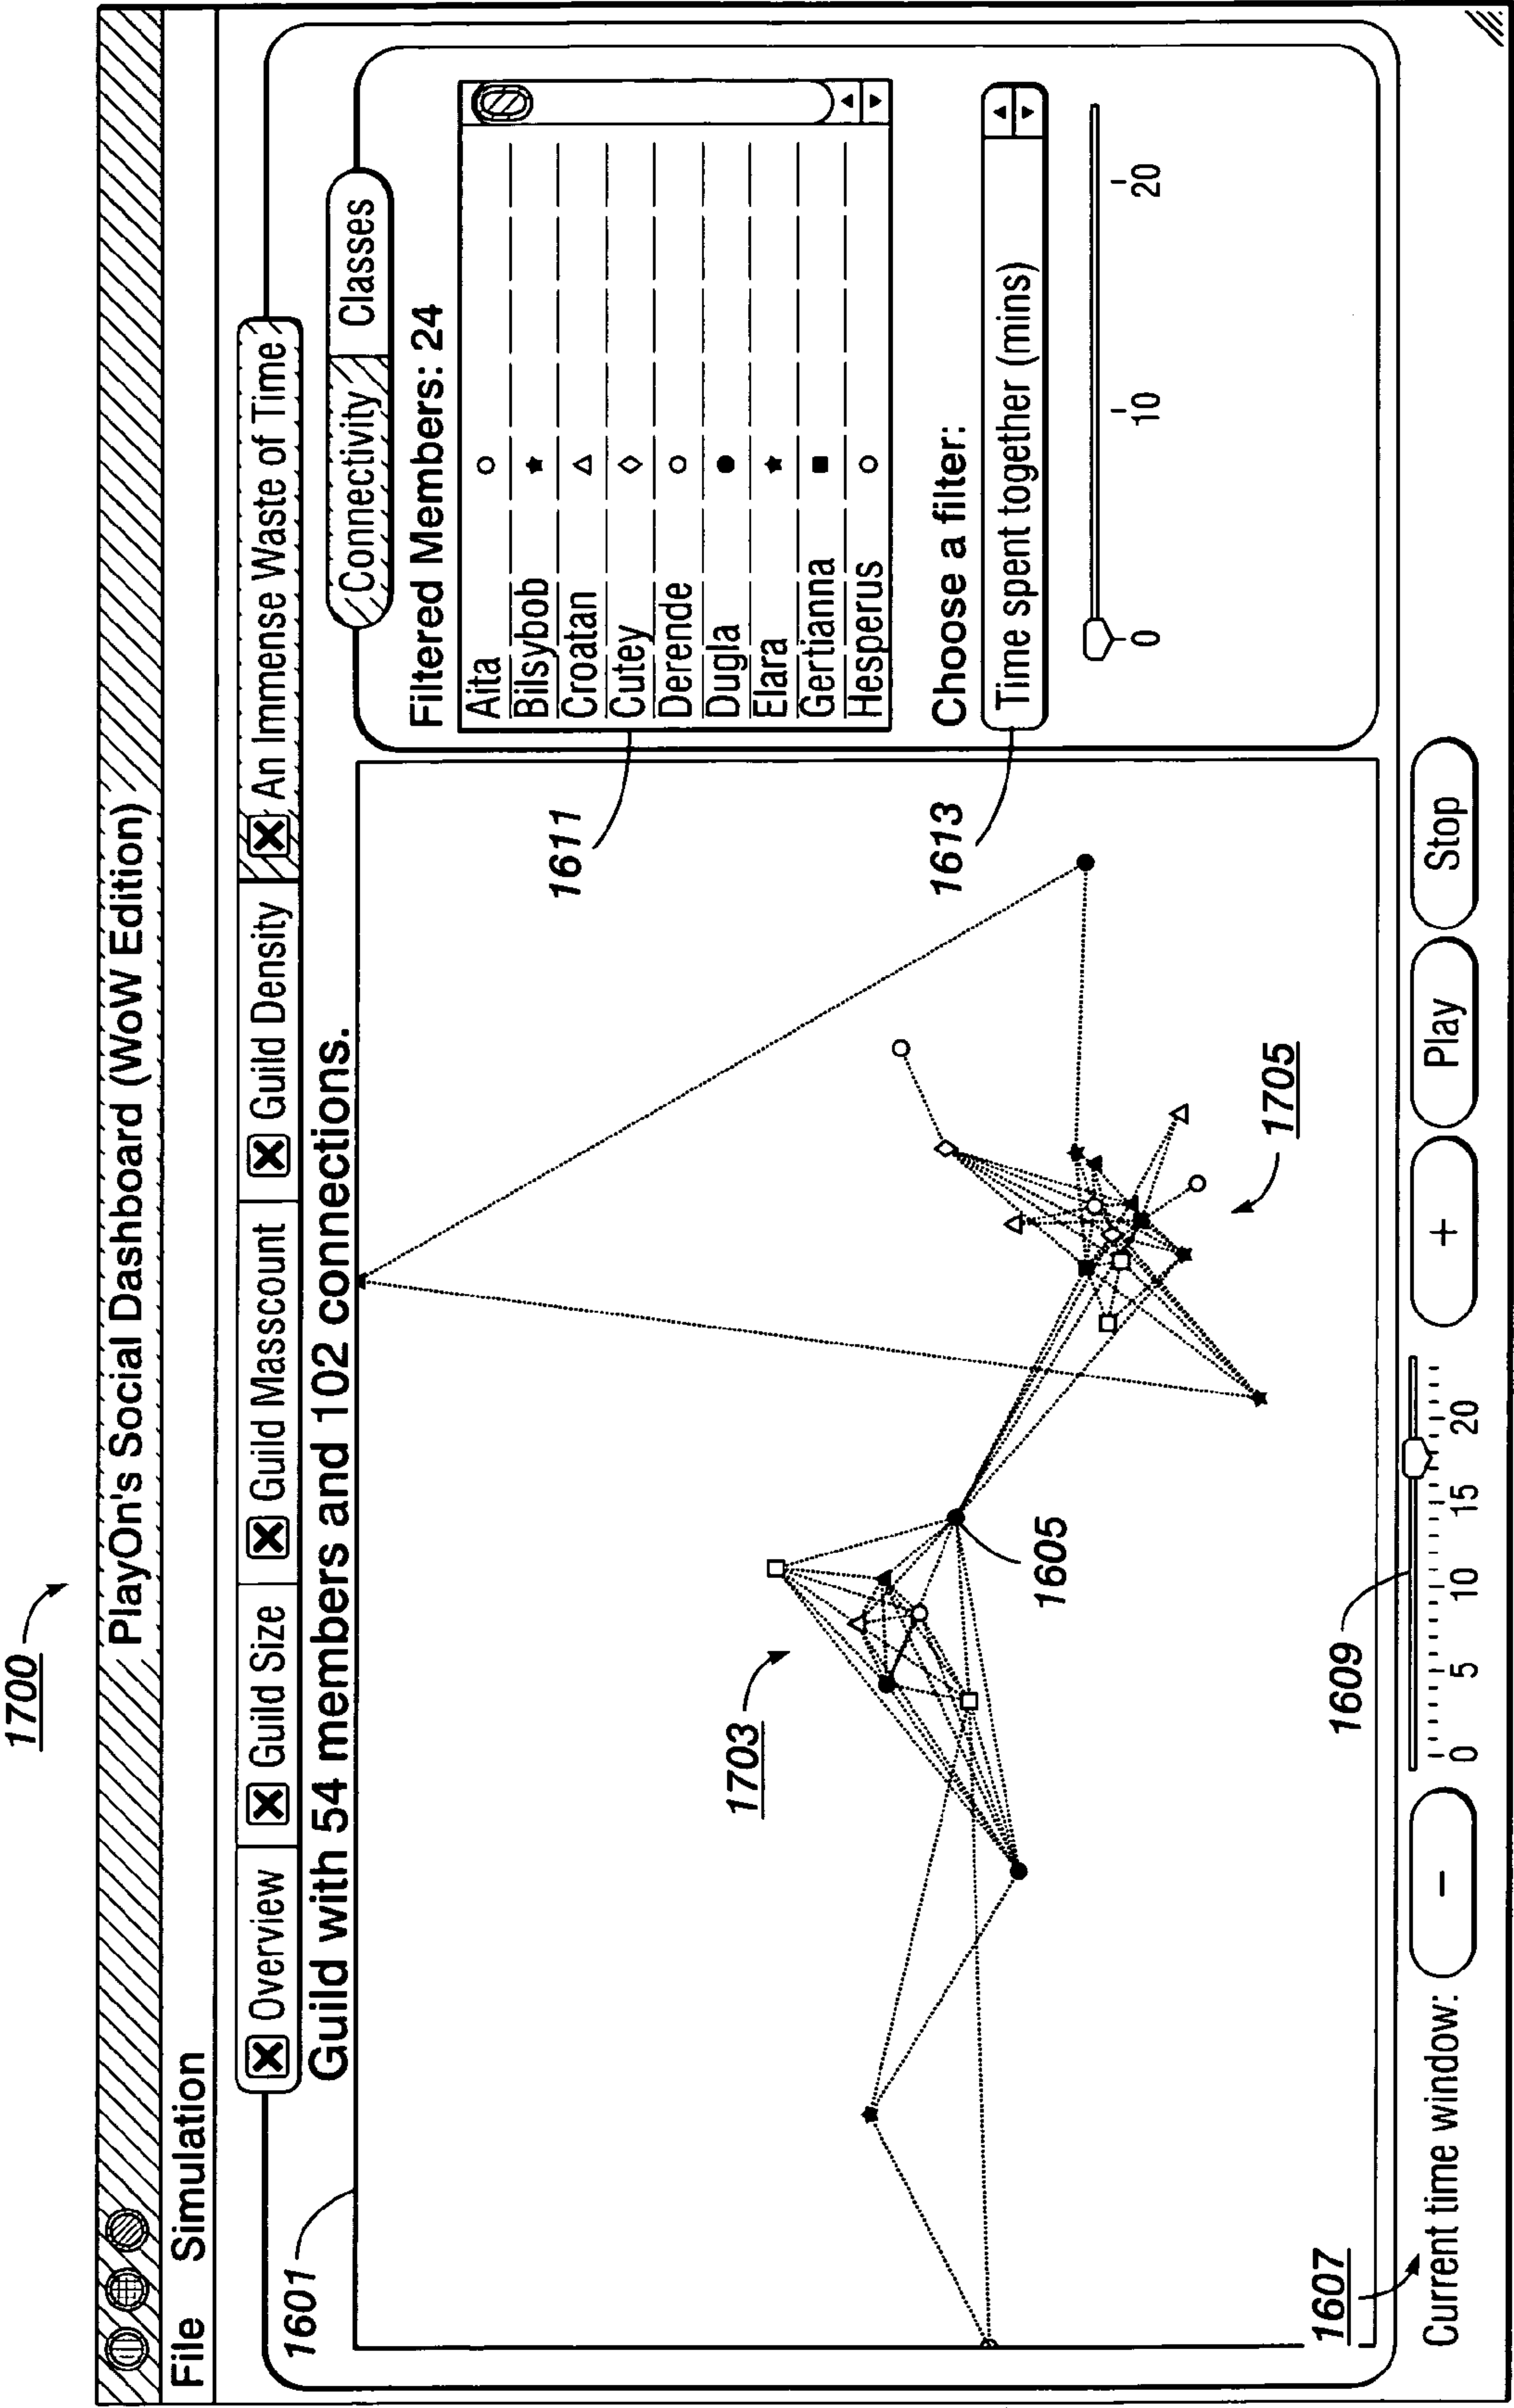 1700
PlayOn's Social Dashboard (WoW Edition)
File Simulation
Overview Guild Size Guild Masscount Guild Density An Immense Waste of Time
Guild with 54 members and 102 connections.
1601
Connectivity Classes
Filtered Members: 24
Aita
Bilsybob
Croatan
Cutey
Derende
Dugla
Elara
Gertianna
Hesperus
1611
Choose a filter:
Time spent together (mins)
1613
0 10 20
1703
1605
1705
1607
1609
Current time window: − 0 5 10 15 20 + Play Stop